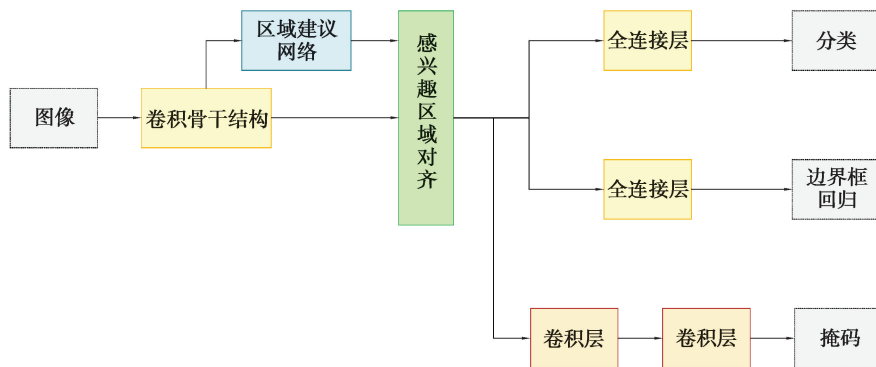 区域建议
网络
感兴趣区域对齐
全连接层
分类
图像
卷积骨干结构
全连接层
边界框
回归
卷积层
卷积层
掩码